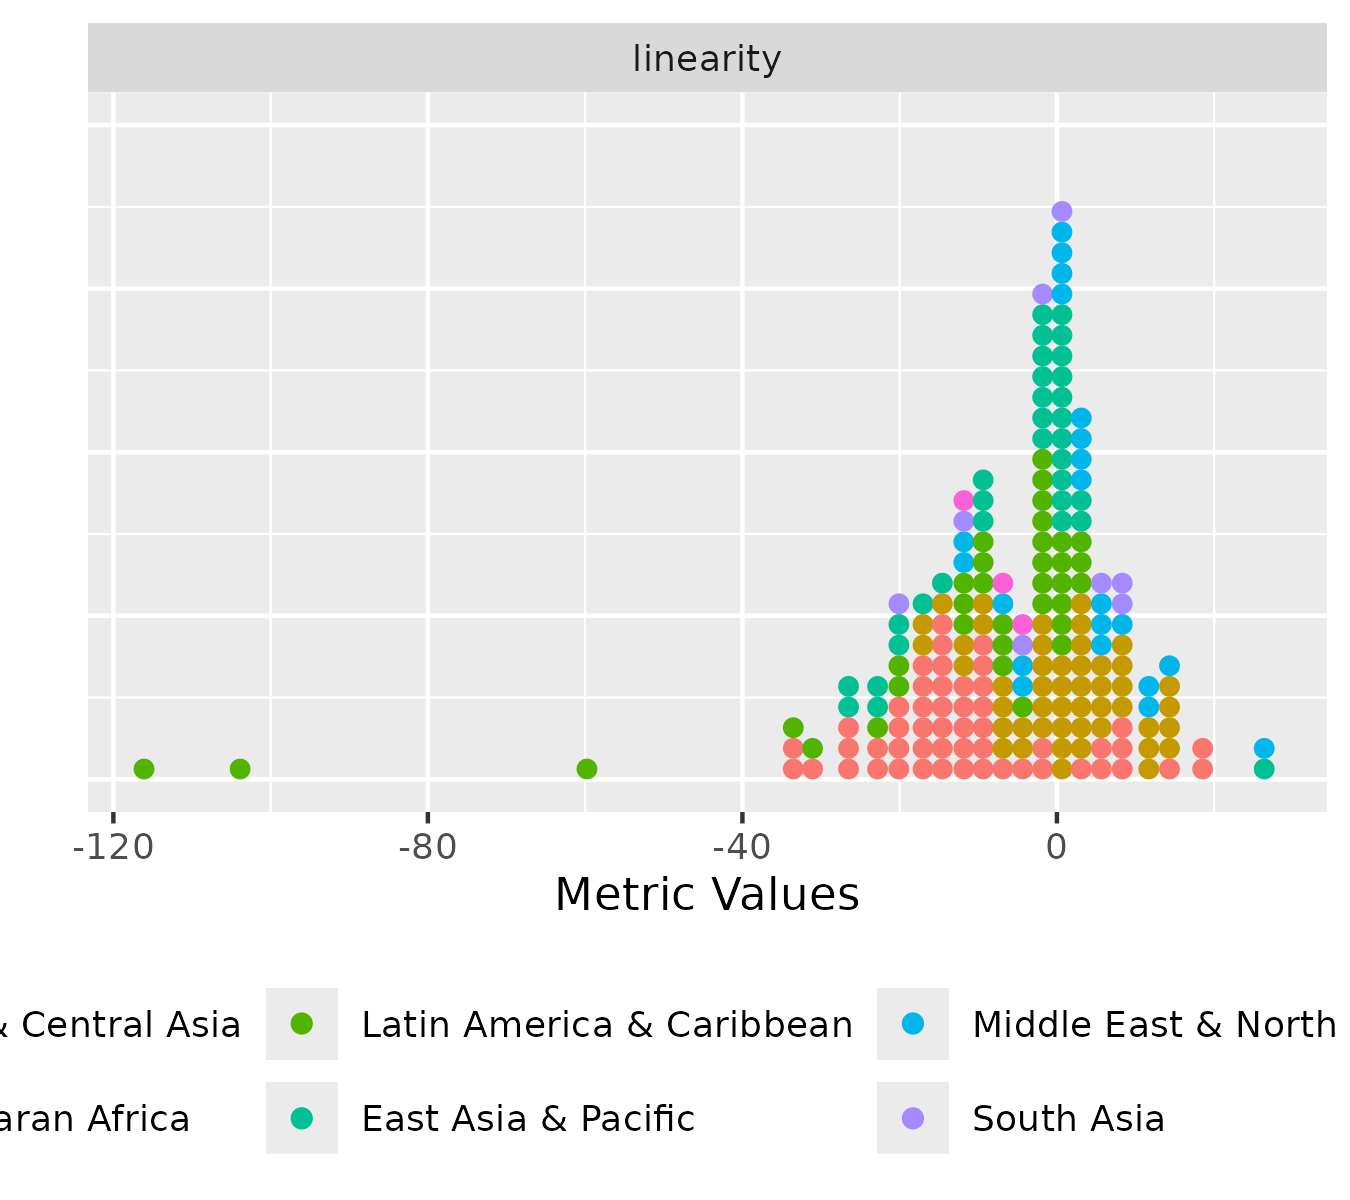 linearity
-120 -80 -40 0
Metric Values
& Central Asia Latin America & Caribbean Middle East & North
aran Africa East Asia & Pacific South Asia